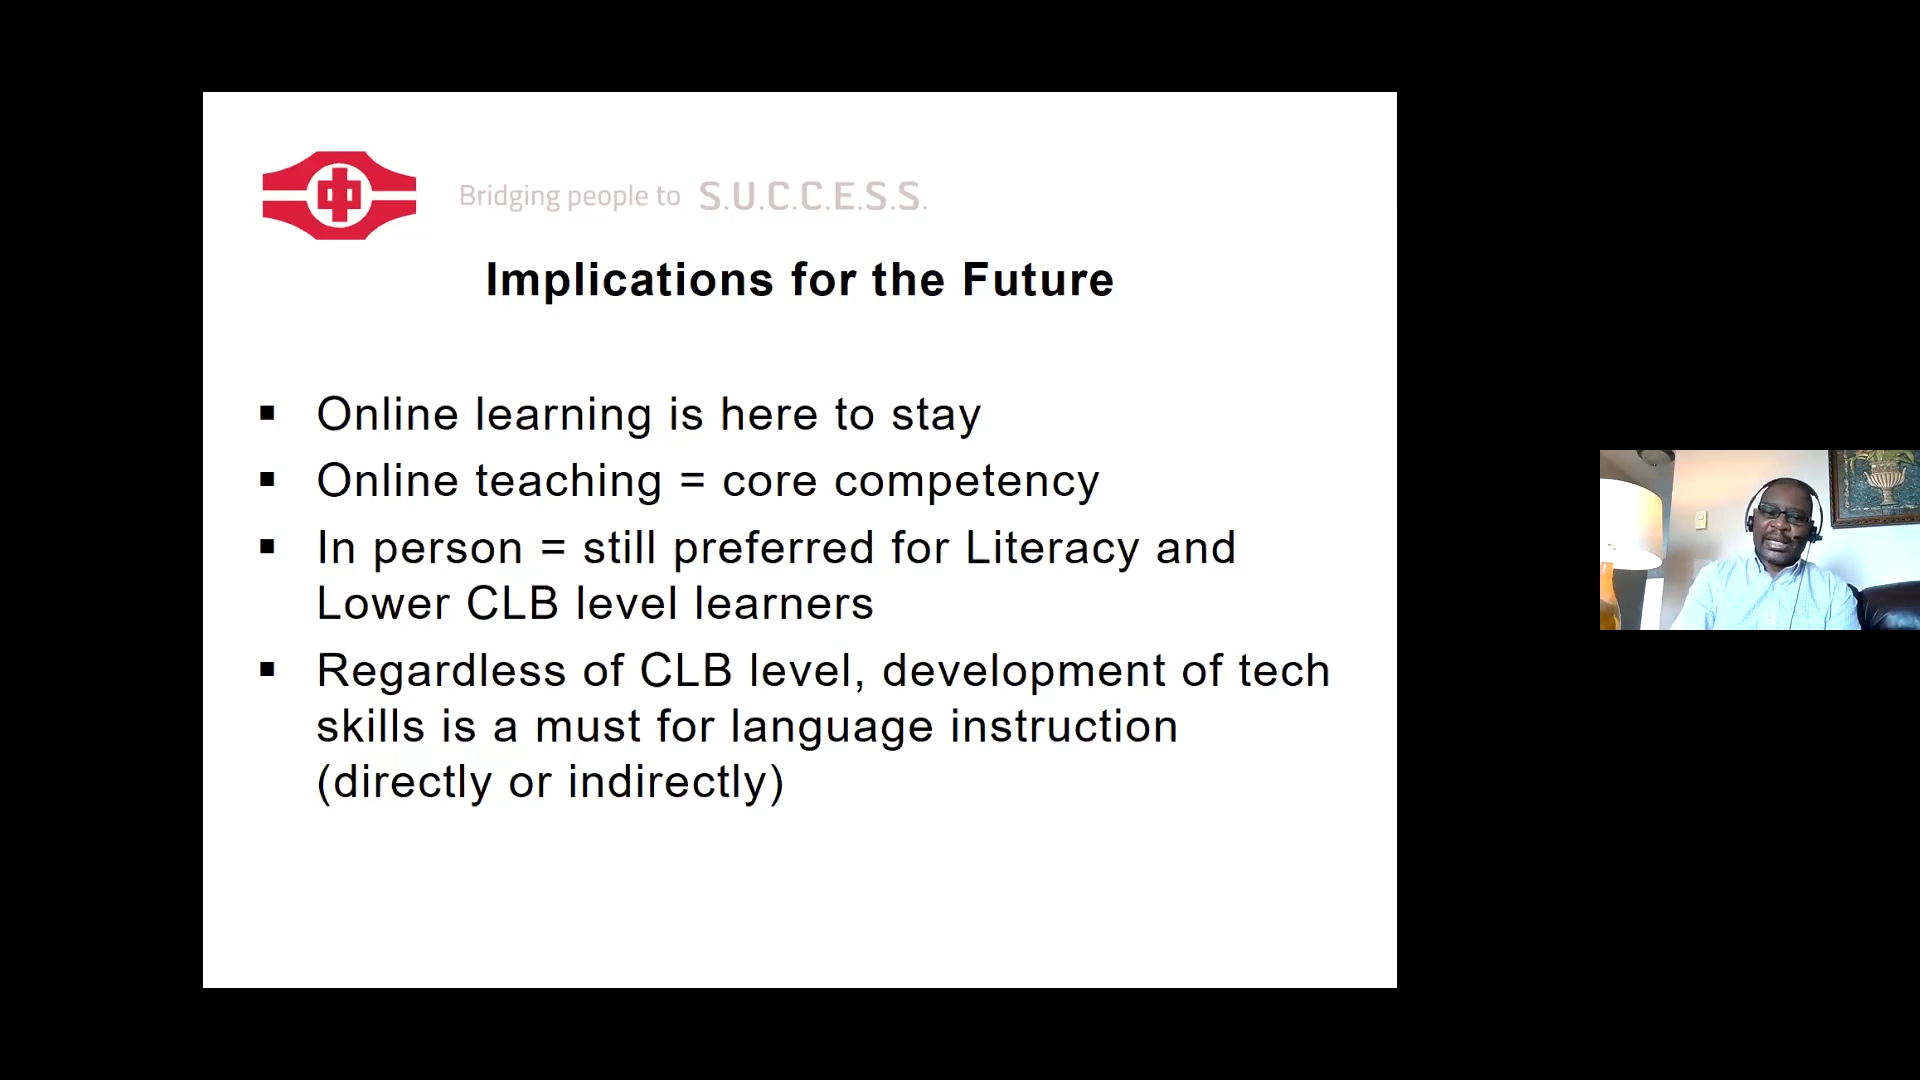 中
Bridging people to S.U.C.C.E.S.S.
Implications for the Future
▪ Online learning is here to stay
▪ Online teaching = core competency
▪ In person = still preferred for Literacy and
Lower CLB level learners
▪ Regardless of CLB level, development of tech
skills is a must for language instruction
(directly or indirectly)